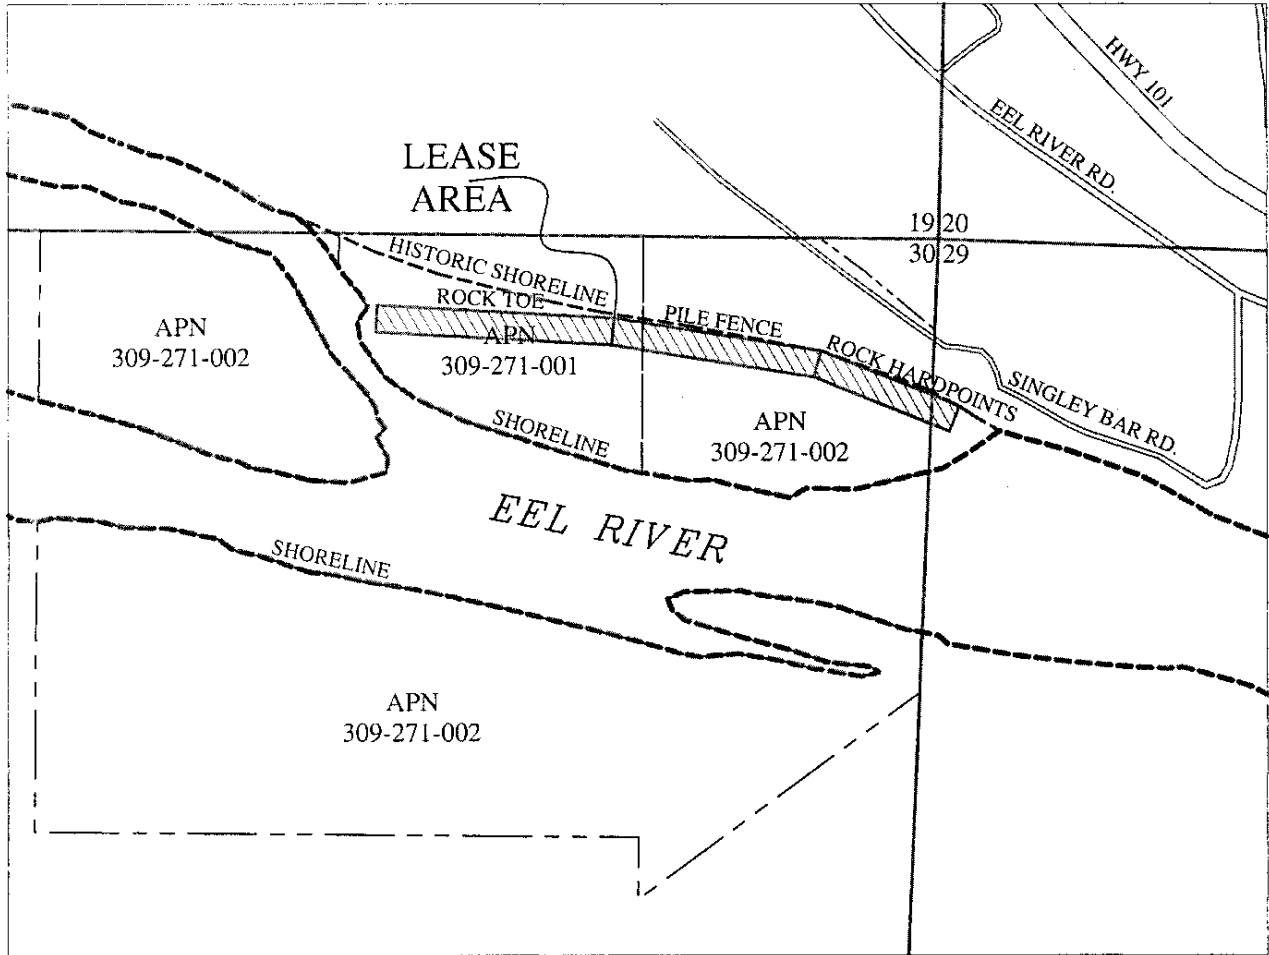 HWY 101
EEL RIVER RD.
LEASE
AREA
19 20
30 29
HISTORIC SHORELINE
ROCK TOE
PILE FENCE
ROCK HARDPOINTS
SINGLEY BAR RD.
APN
309-271-002
APN
309-271-001
APN
309-271-002
SHORELINE
EEL RIVER
SHORELINE
APN
309-271-002